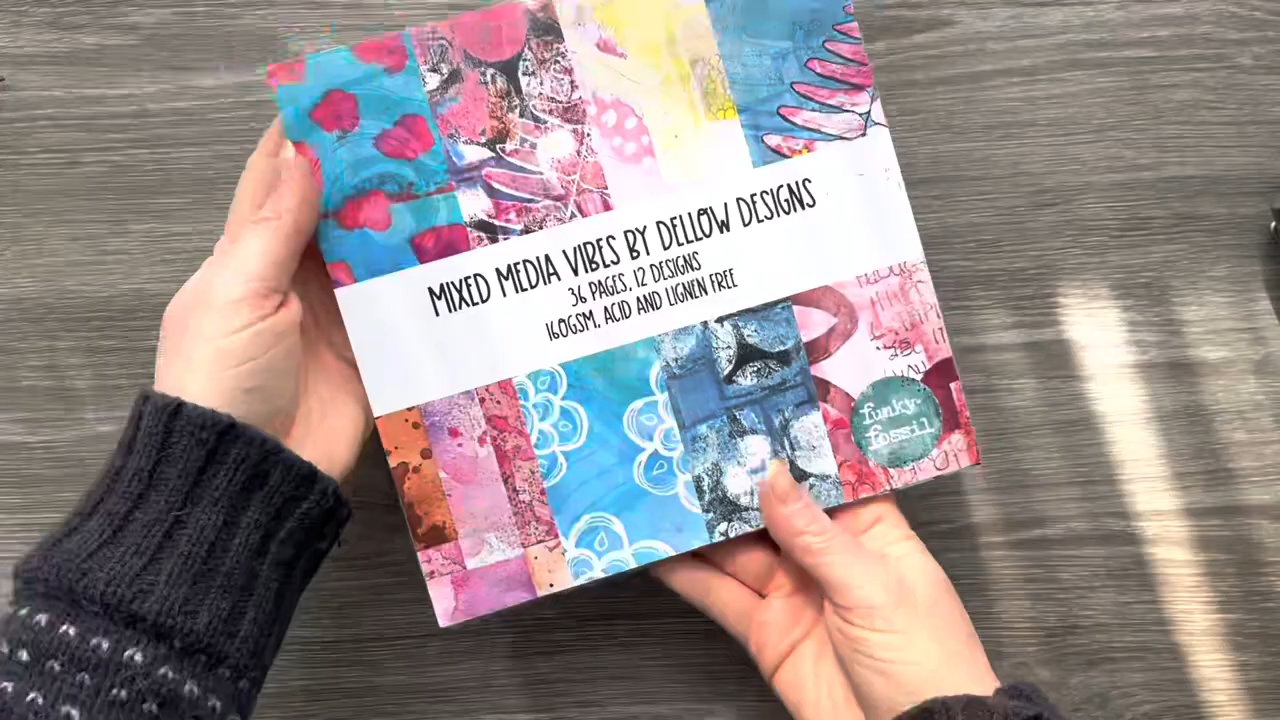 MIXED MEDIA VIBES BY DELLOW DESIGNS
36 PAGES, 12 DESIGNS
160GSM, ACID AND LIGNEN FREE
funky
fossil